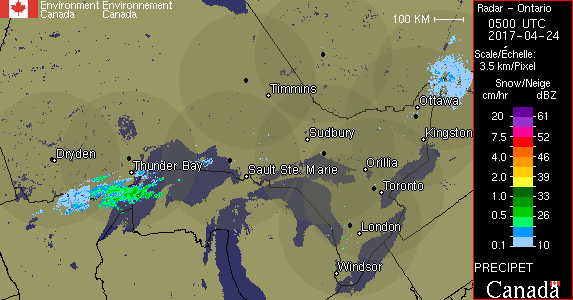 Environment Environnement
Canada Canada
100 KM
Timmins
Ottawa
Sudbury
Kingston
Dryden
Thunder Bay
Sault Ste. Marie
Orillia
Toronto
London
Windsor
Radar - Ontario
0500 UTC
2017-04-24
Scale/Échelle:
3.5 km/Pixel
Snow/Neige
cm/hr dBZ
20 61
7.5 52
4.0 46
2.0 39
1.0 33
0.5 26
0.1 10
PRECIPET
Canada